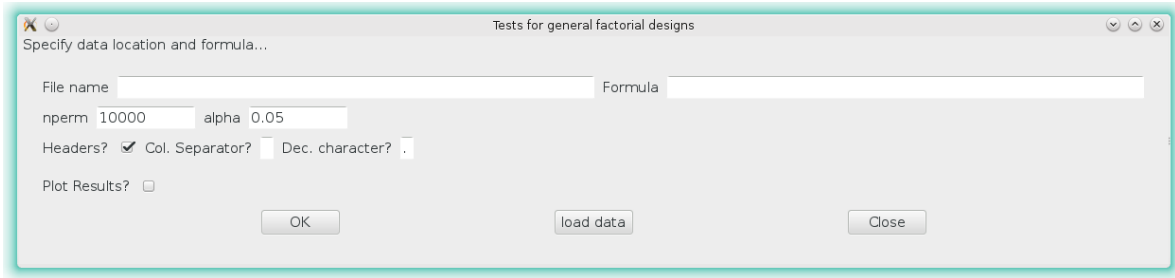 Tests for general factorial designs
Specify data location and formula...
File name Formula
nperm 10000 alpha 0.05
Headers? Col. Separator? Dec. character? .
Plot Results?
OK load data Close